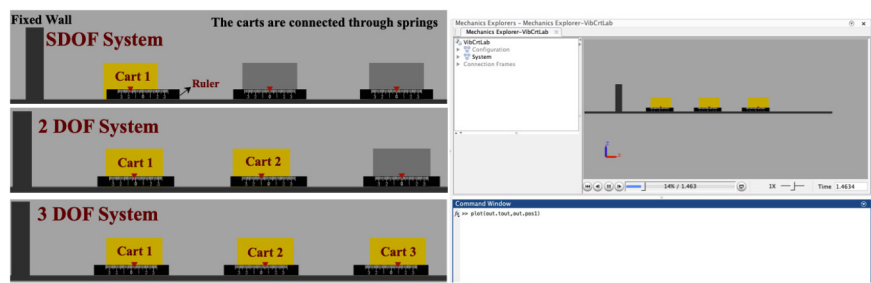 Fixed Wall
The carts are connected through springs
SDOF System
Cart 1
Ruler
2 DOF System
Cart 1
Cart 2
3 DOF System
Cart 1
Cart 2
Cart 3
Mechanics Explorers - Mechanics Explorer-VibCrtLab
Mechanics Explorer-VibCrtLab
VibCrtLab
Configuration
System
Connection Frames
14% / 1.463
1X
Time 1.4634
Command Window
fx >> plot(out.tout,out.pos1)